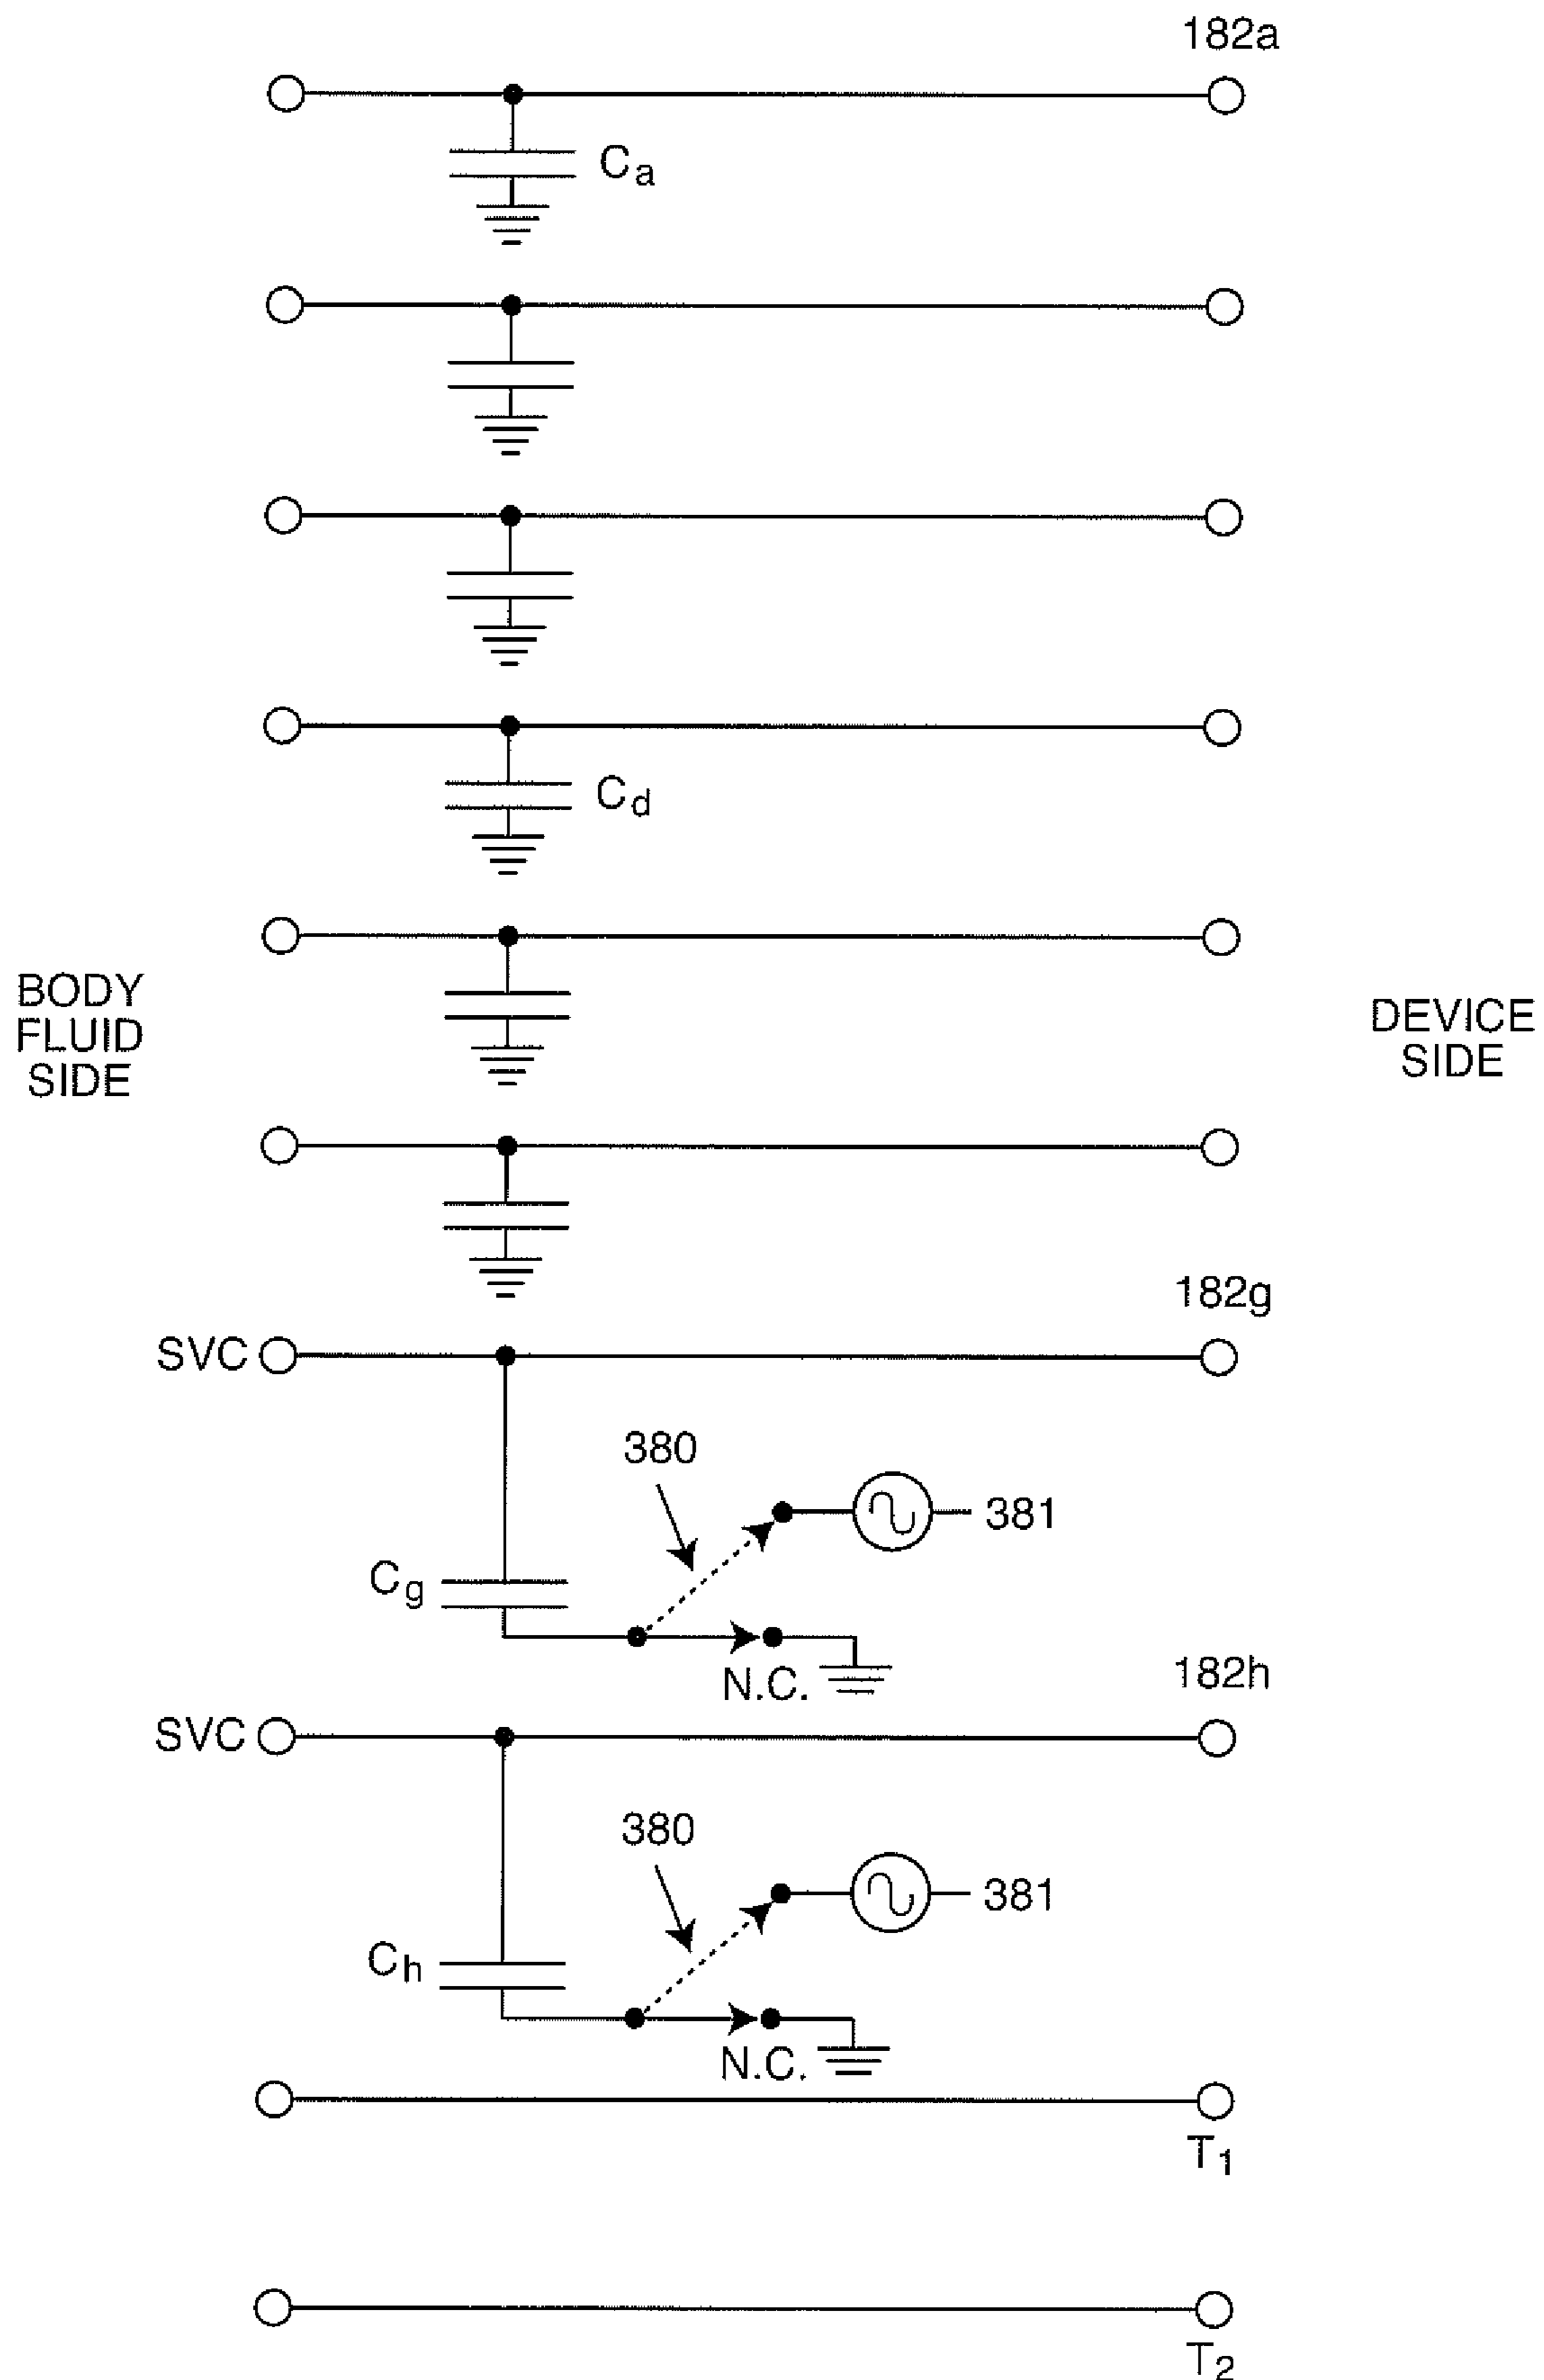 182a
Ca
Cd
BODY
FLUID
SIDE
DEVICE
SIDE
182g
SVC
380
381
Cg
N.C.
182h
SVC
380
381
Ch
N.C.
T1
T2